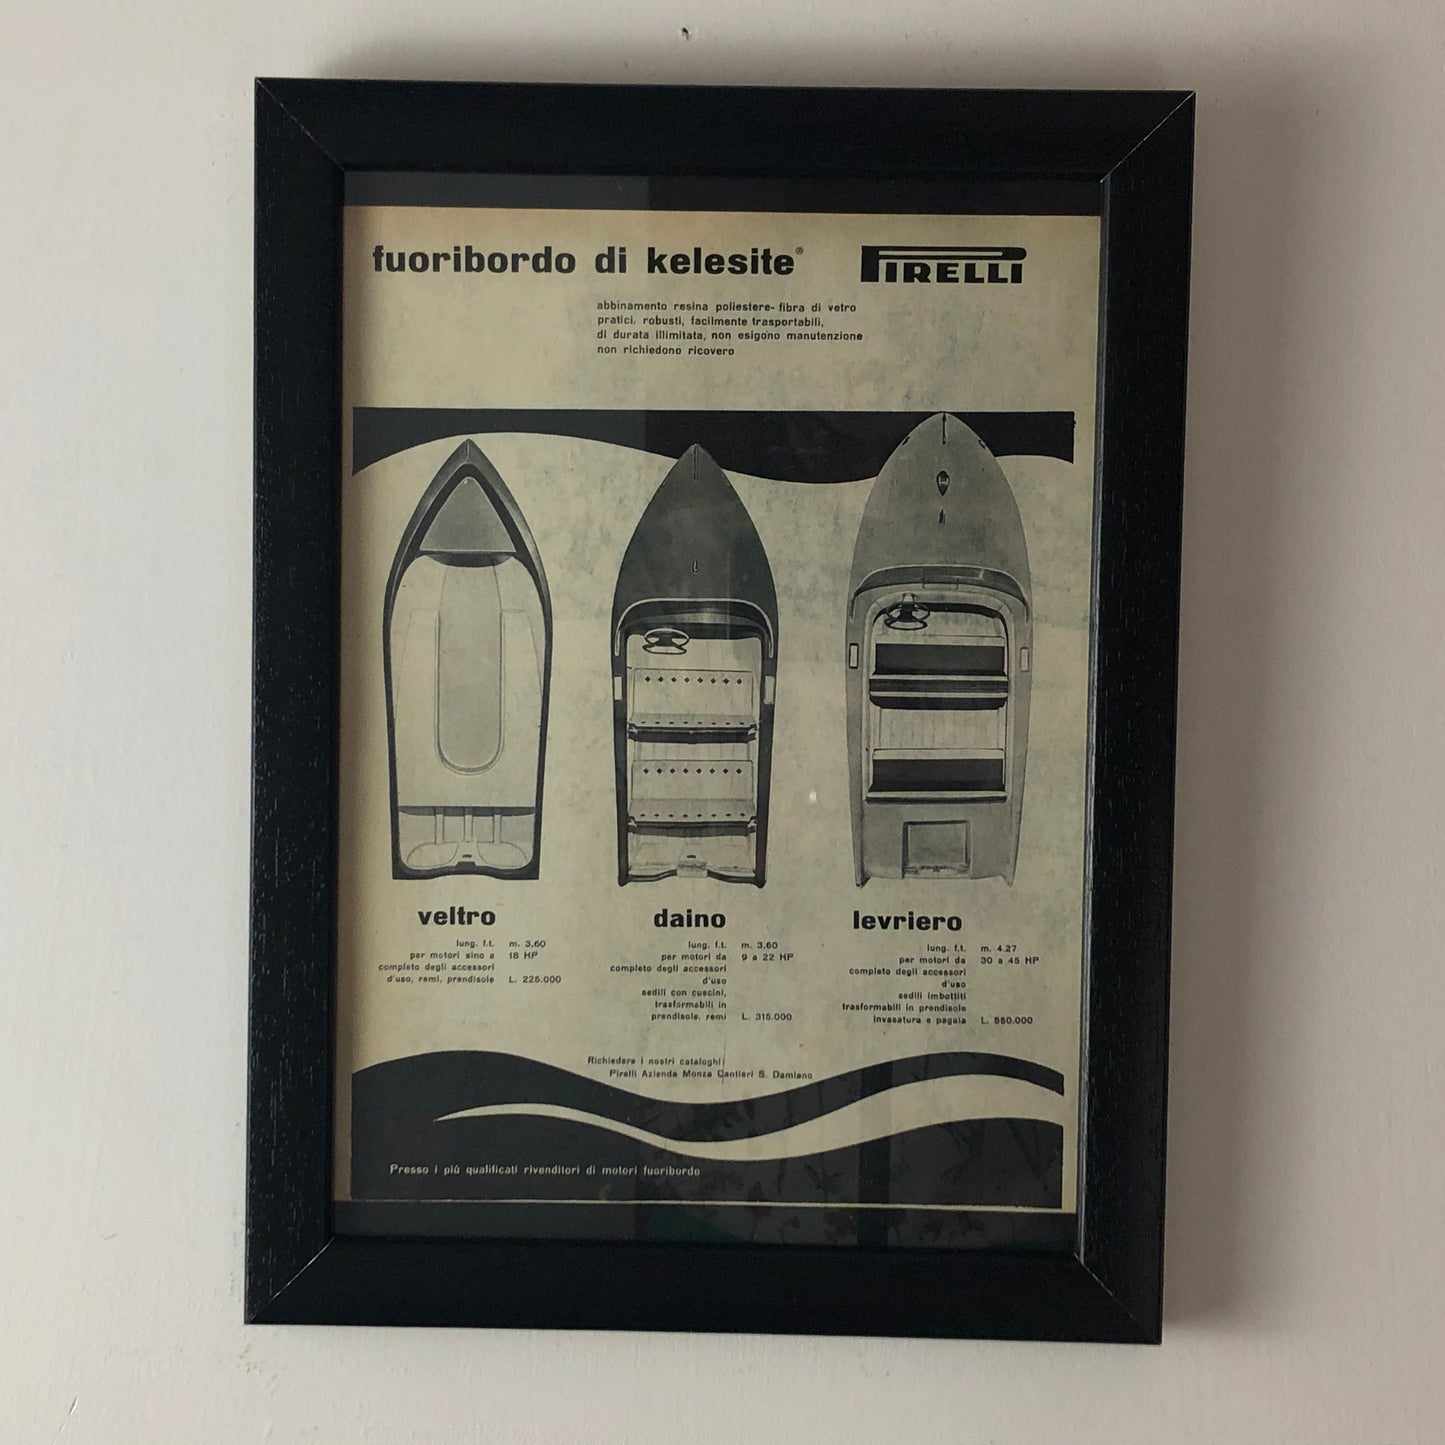 fuoribordo di kelesite®
PIRELLI
abbinamento resina poliestere-fibra di vetro
pratici, robusti, facilmente trasportabili,
di durata illimitata, non esigono manutenzione
non richiedono ricovero
veltro
lung. f.t. m. 3,60
per motori sino a 18 HP
completo degli accessori
d'uso, remi, prendisole L. 225.000
daino
lung. f.t. m. 3,60
per motori da 9 a 22 HP
completo degli accessori
d'uso
sedili con cuscini,
trasformabili in
prendisole, remi L. 315.000
levriero
lung. f.t. m. 4.27
per motori da 30 a 45 HP
completo degli accessori
d'uso
sedili imbottiti
trasformabili in prendisole
invasatura e pagaia L. 550.000
Richiedere i nostri cataloghi:
Pirelli Azienda Monza Cantieri S. Damiano
Presso i più qualificati rivenditori di motori fuoribordo